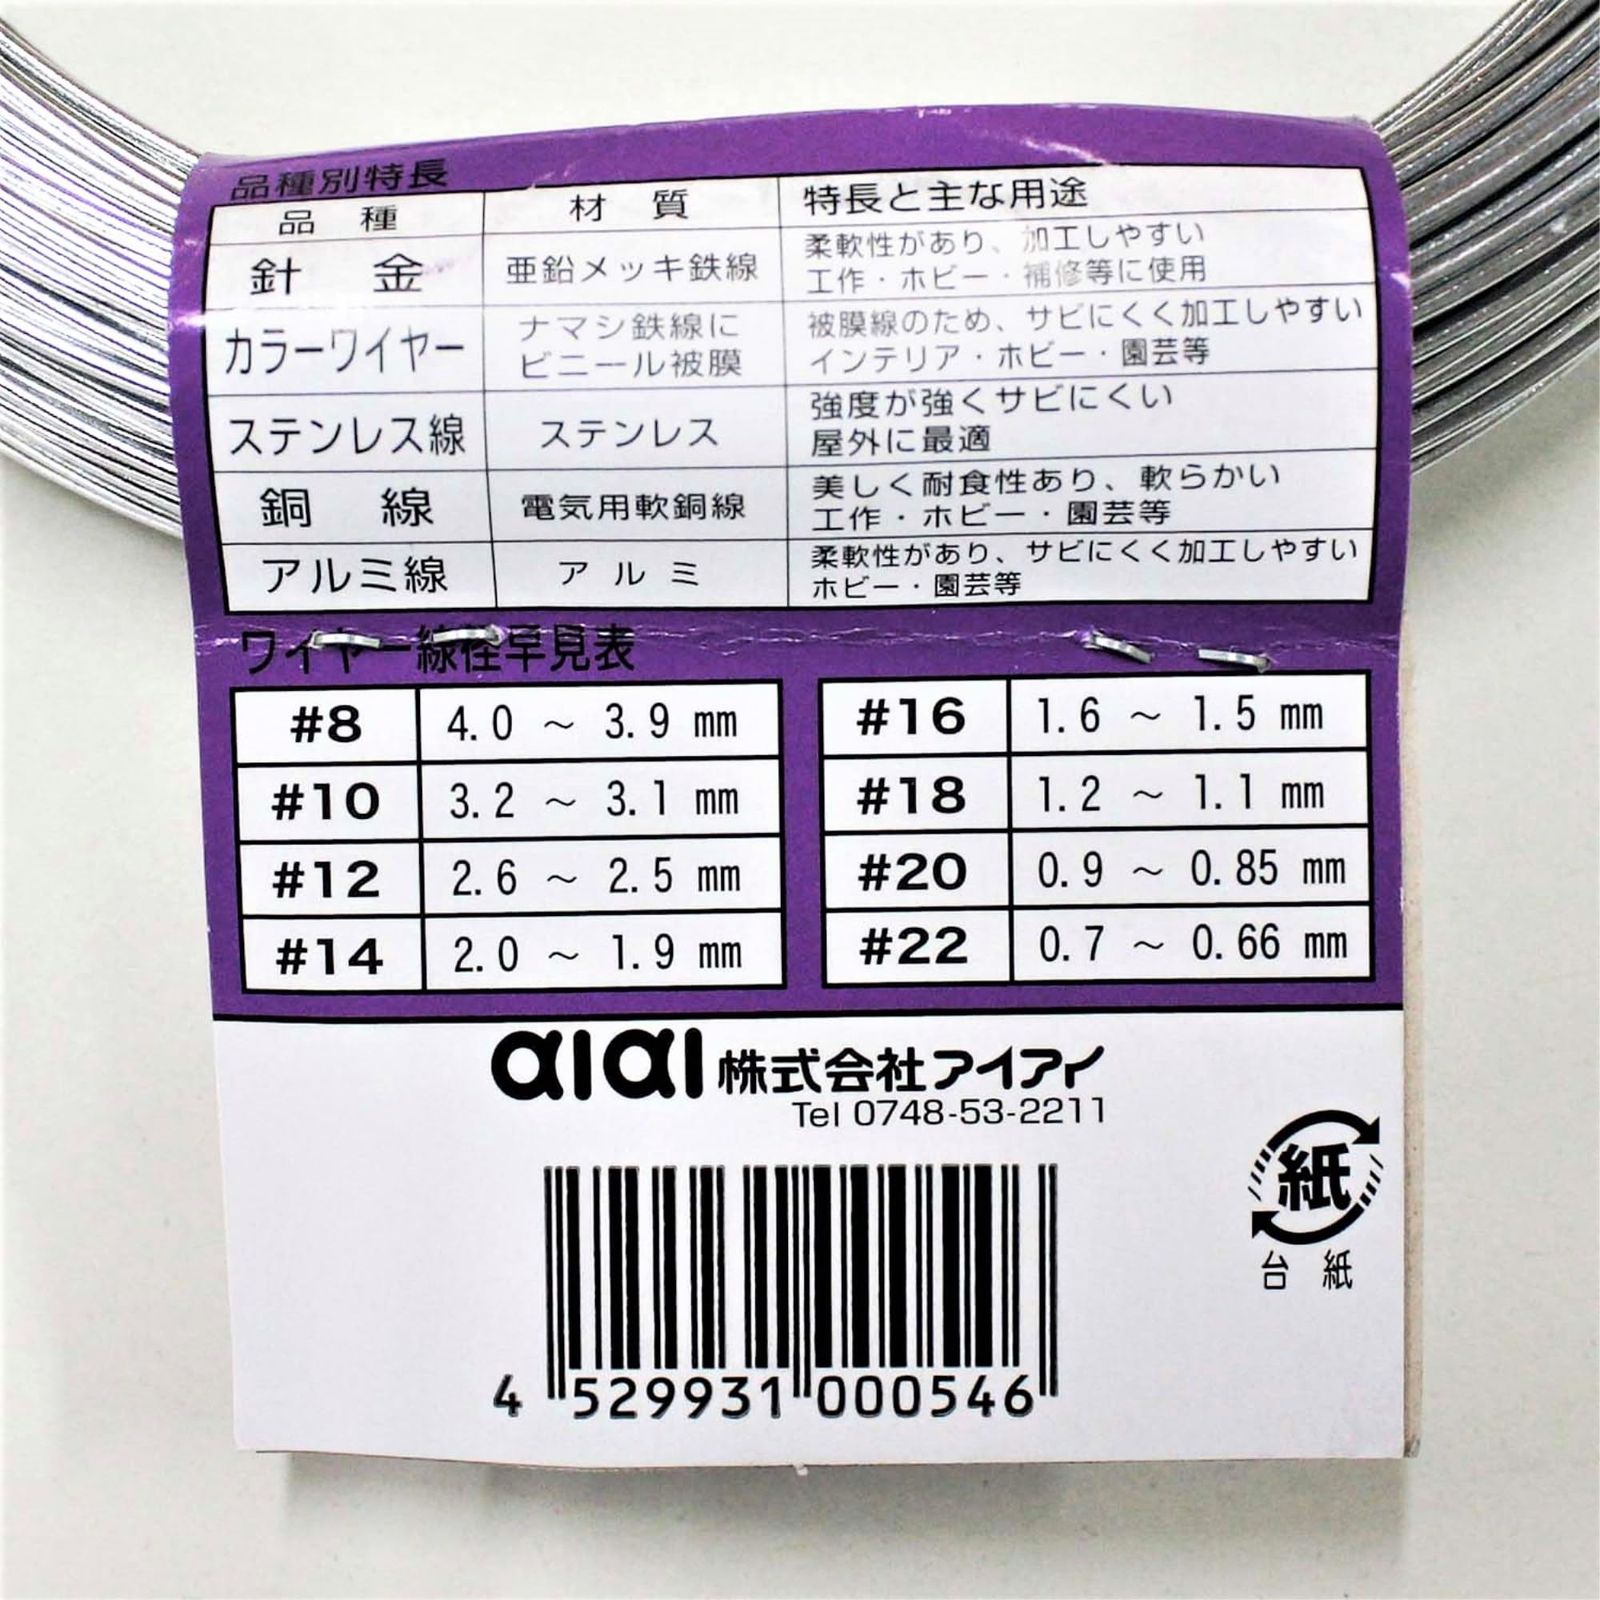 品種別特長
品種 材質 特長と主な用途
針金 亜鉛メッキ鉄線 柔軟性があり、加工しやすい
工作・ホビー・補修等に使用
カラーワイヤー ナマシ鉄線に
ビニール被膜 被膜線のため、サビにくく加工しやすい
インテリア・ホビー・園芸等
ステンレス線 ステンレス 強度が強くサビにくい
屋外に最適
銅線 電気用軟銅線 美しく耐食性あり、軟らかい
工作・ホビー・園芸等
アルミ線 アルミ 柔軟性があり、サビにくく加工しやすい
ホビー・園芸等
ワイヤー線径早見表
#8 4.0 ~ 3.9 mm
#10 3.2 ~ 3.1 mm
#12 2.6 ~ 2.5 mm
#14 2.0 ~ 1.9 mm
#16 1.6 ~ 1.5 mm
#18 1.2 ~ 1.1 mm
#20 0.9 ~ 0.85 mm
#22 0.7 ~ 0.66 mm
aiai 株式会社アイアイ
Tel 0748-53-2211
紙
台紙
4 529931 000546